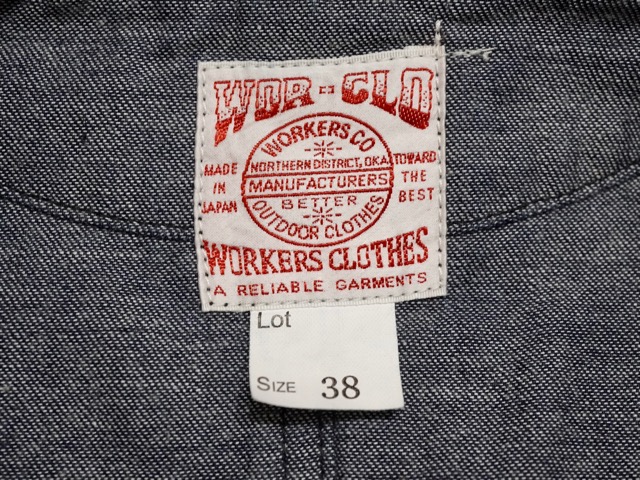 WOR=CLO
WORKERS CO
NORTHERN DISTRICT, OKA.
MANUFACTURERS
BETTER
OUTDOOR CLOTHES
MADE
IN
JAPAN
TOWARD
THE
BEST
WORKERS CLOTHES
A RELIABLE GARMENTS
Lot
SIZE 38